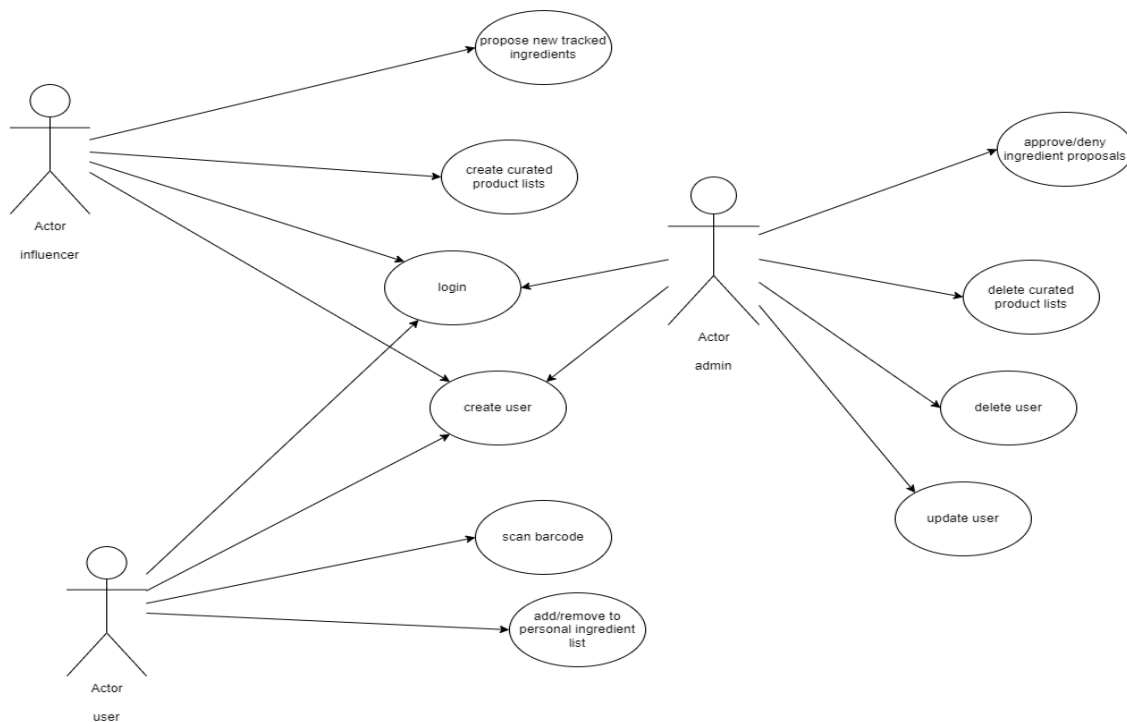 propose new tracked
ingredients
approve/deny
ingredient proposals
create curated
product lists
Actor
influencer
login
delete curated
product lists
Actor
admin
create user
delete user
update user
scan barcode
add/remove to
personal ingredient
list
Actor
user